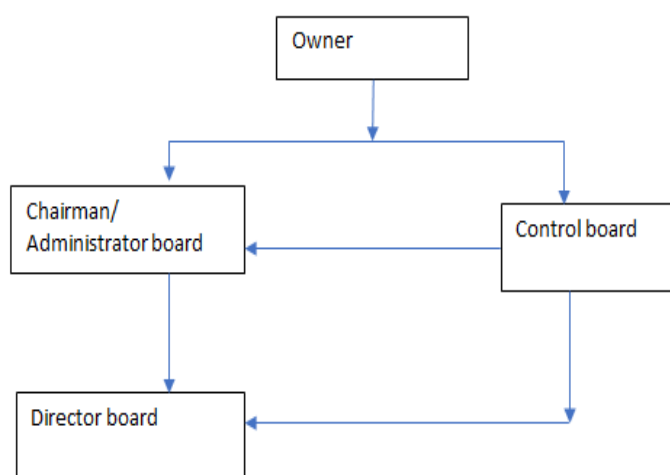 Owner
Chairman/
Administrator board
Control board
Director board